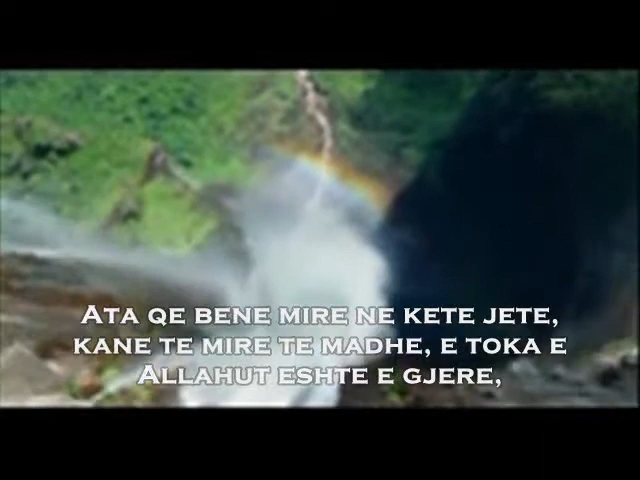 Ata qe bene mire ne kete jete,
kane te mire te madhe, e toka e
Allahut eshte e gjere,